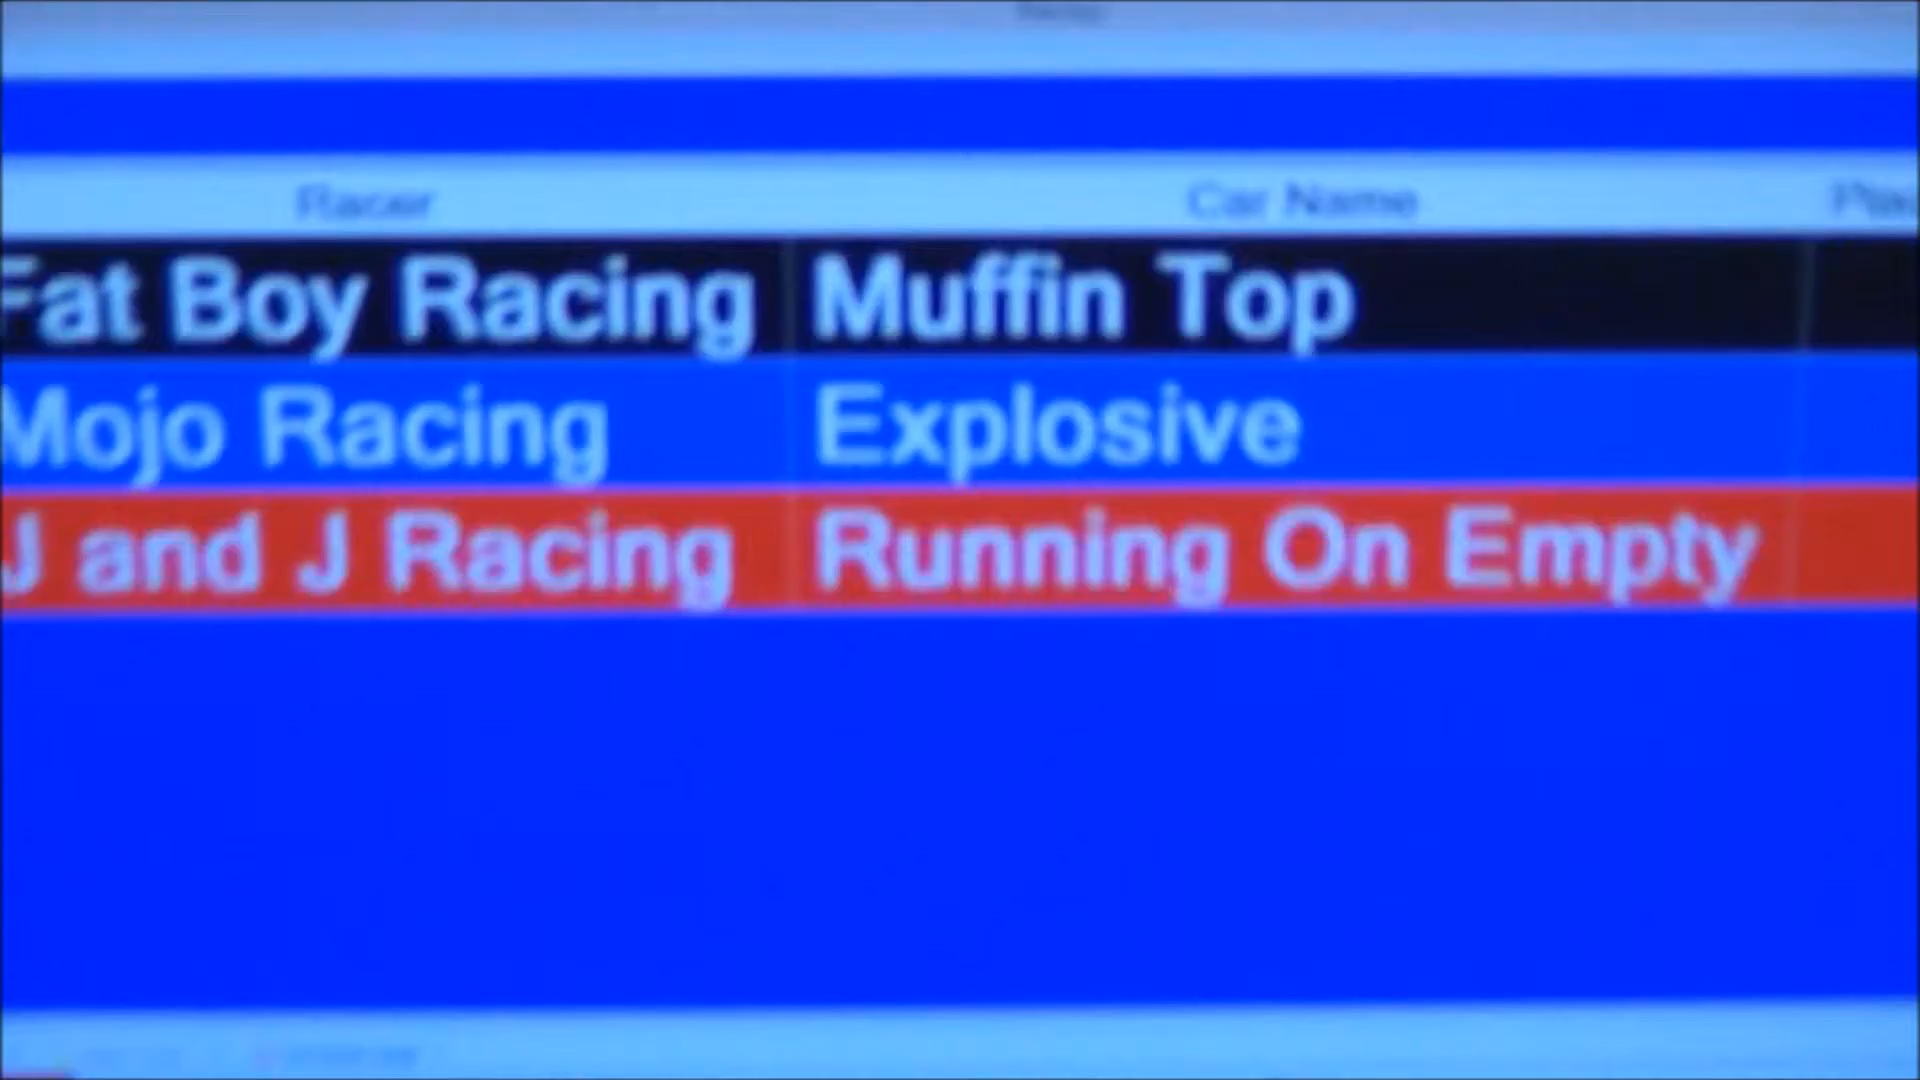 Racer Car Name
Fat Boy Racing Muffin Top
Mojo Racing Explosive
J and J Racing Running On Empty